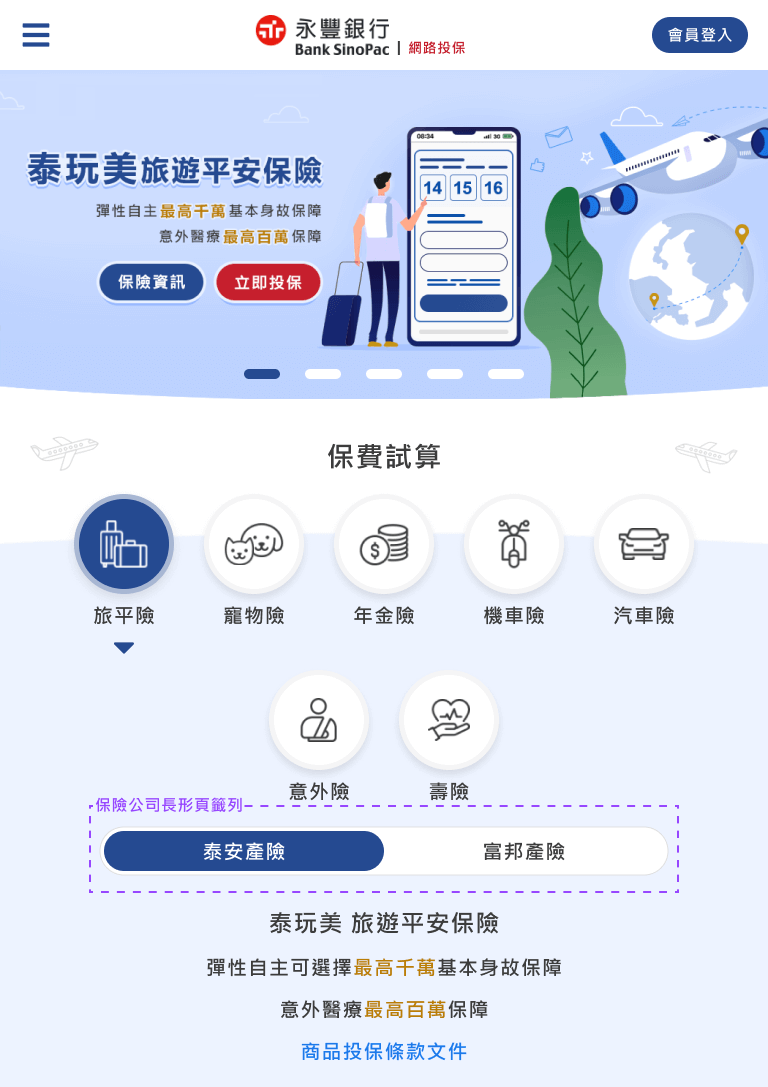 永豐銀行
Bank SinoPac | 網路投保
會員登入
泰玩美旅遊平安保險
彈性自主最高千萬基本身故保障
意外醫療最高百萬保障
保險資訊
立即投保
08:34
3G
14 15 16
保費試算
旅平險
寵物險
年金險
機車險
汽車險
意外險
壽險
保險公司長形頁籤列
泰安產險
富邦產險
泰玩美 旅遊平安保險
彈性自主可選擇最高千萬基本身故保障
意外醫療最高百萬保障
商品投保條款文件